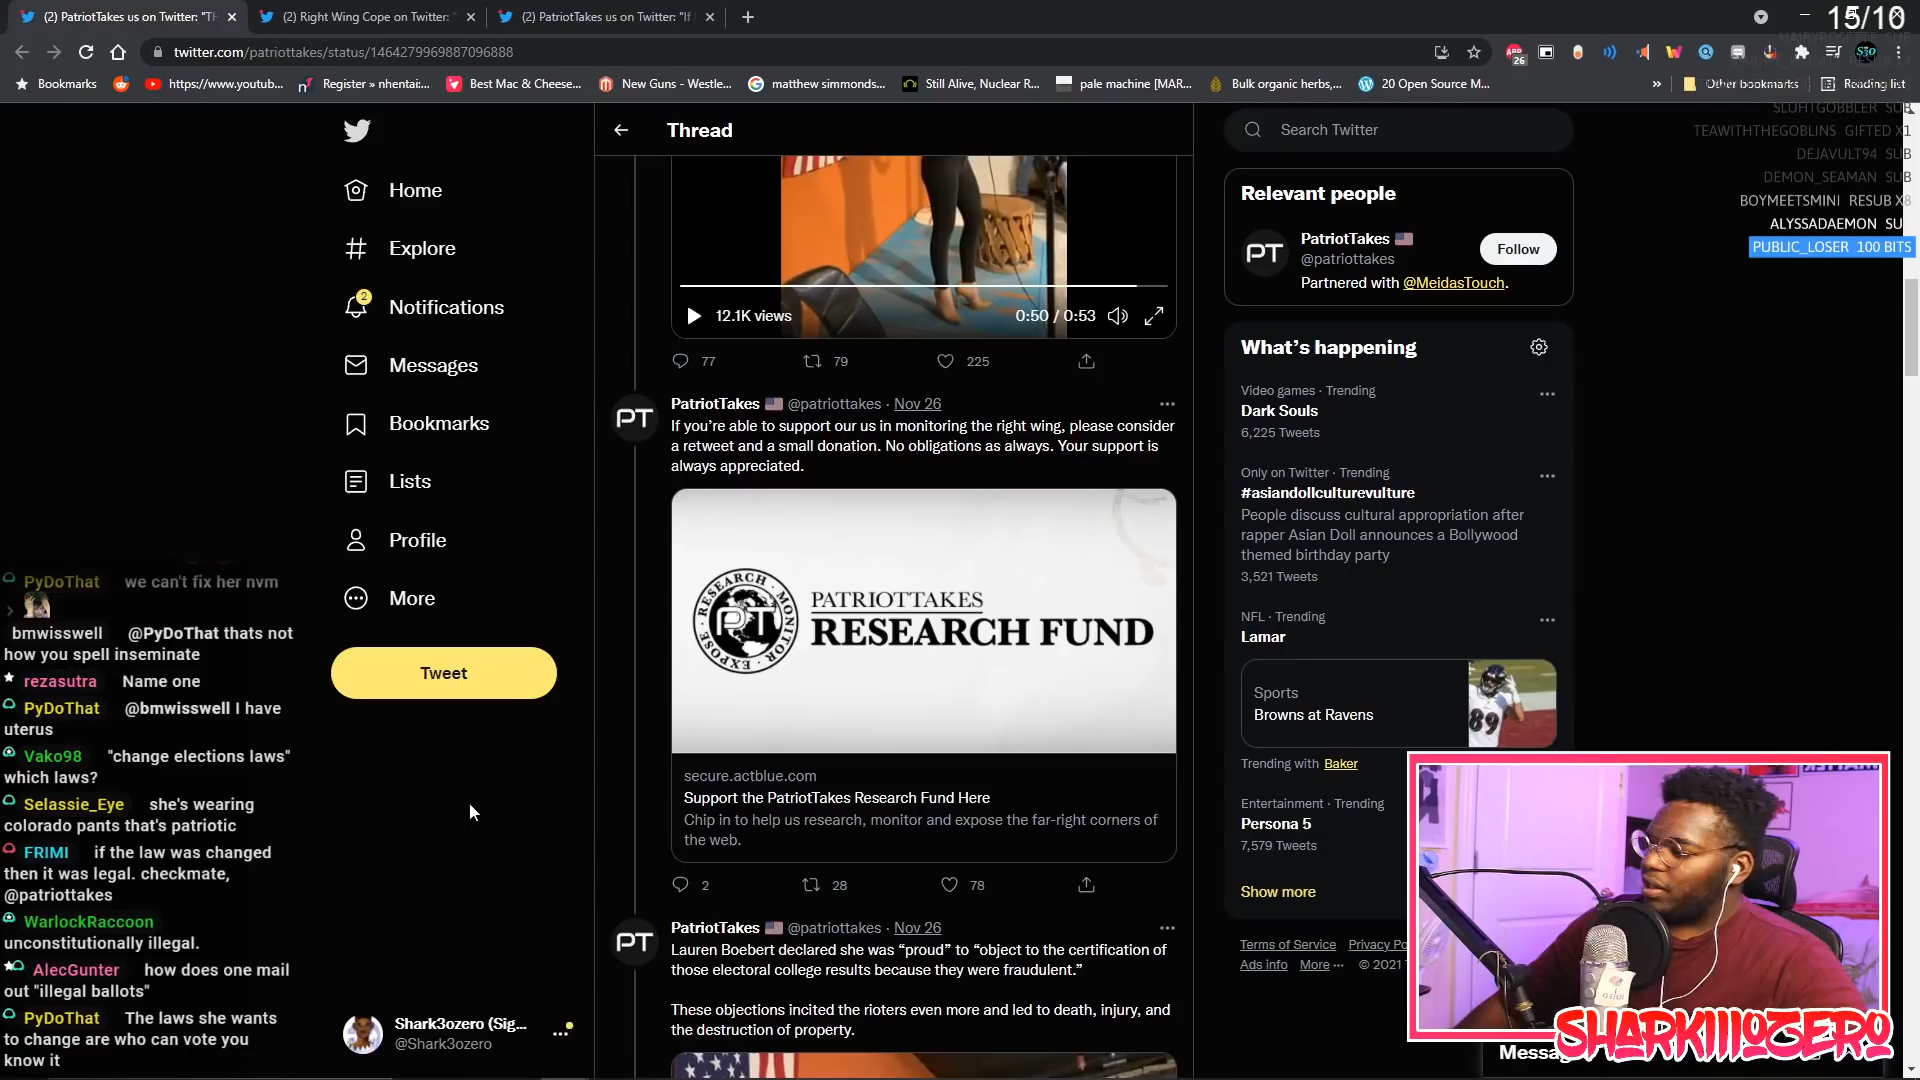 (2) PatriotTakes us on Twitter: "TH
(2) Right Wing Cope on Twitter: "
(2) PatriotTakes us on Twitter: "If
15/10
twitter.com/patriottakes/status/1464279969887096888
26
Bookmarks
https://www.youtub...
Register » nhentai:...
Best Mac & Cheese...
New Guns - Westle...
matthew simmonds...
Still Alive, Nuclear R...
pale machine [MAR...
Bulk organic herbs,...
20 Open Source M...
»
Other bookmarks
Reading list
SLUHTGOBBLER SUB
TEAWITHTHEGOBLINS GIFTED X1
DEJAVULT94 SUB
DEMON_SEAMAN SUB
BOYMEETSMINI RESUB X8
ALYSSADAEMON SU
PUBLIC_LOSER 100 BITS
Home
Explore
2
Notifications
Messages
Bookmarks
Lists
Profile
More
Tweet
Shark3ozero (Sig...
@Shark3ozero
Thread
12.1K views
0:50 / 0:53
77
79
225
PT
PatriotTakes @patriottakes · Nov 26
If you're able to support our us in monitoring the right wing, please consider
a retweet and a small donation. No obligations as always. Your support is
always appreciated.
RESEARCH MONITOR EXPOSE
PT
PATRIOTTAKES
RESEARCH FUND
secure.actblue.com
Support the PatriotTakes Research Fund Here
Chip in to help us research, monitor and expose the far-right corners of
the web.
2
28
78
PT
PatriotTakes @patriottakes · Nov 26
Lauren Boebert declared she was “proud” to “object to the certification of
those electoral college results because they were fraudulent.”
These objections incited the rioters even more and led to death, injury, and
the destruction of property.
Search Twitter
Relevant people
PT
PatriotTakes
@patriottakes
Follow
Partnered with @MeidasTouch.
What's happening
Video games · Trending
Dark Souls
6,225 Tweets
Only on Twitter · Trending
#asiandollculturevulture
People discuss cultural appropriation after
rapper Asian Doll announces a Bollywood
themed birthday party
3,521 Tweets
NFL · Trending
Lamar
Sports
Browns at Ravens
89
Trending with Baker
Entertainment · Trending
Persona 5
7,579 Tweets
Show more
Terms of Service Privacy Po
Ads info More ··· © 2021 T
Messag
SHARKIIIOZERO
PyDoThat we can't fix her nvm
bmwisswell @PyDoThat thats not
how you spell inseminate
rezasutra Name one
PyDoThat @bmwisswell I have
uterus
Vako98 "change elections laws"
which laws?
Selassie_Eye she's wearing
colorado pants that's patriotic
FRIMI if the law was changed
then it was legal. checkmate,
@patriottakes
WarlockRaccoon
unconstitutionally illegal.
AlecGunter how does one mail
out "illegal ballots"
PyDoThat The laws she wants
to change are who can vote you
know it